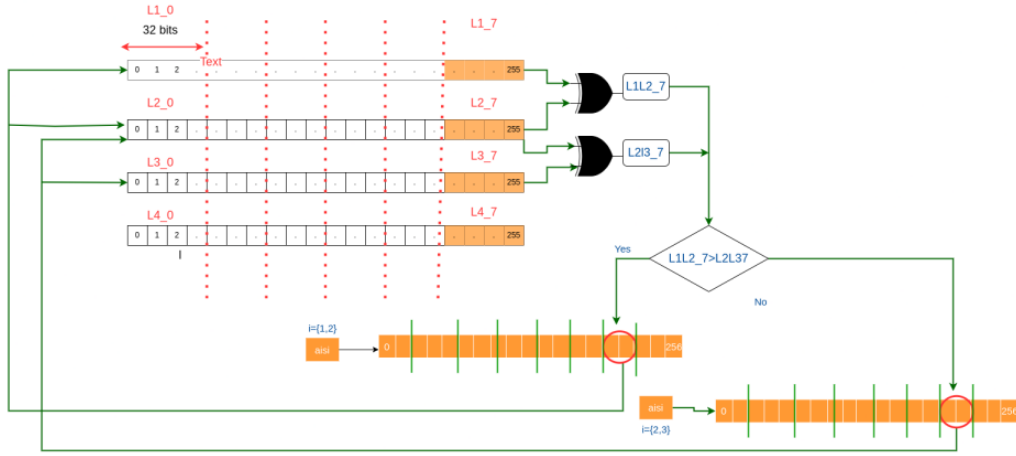 L1_0
L1_7
32 bits
Text
0 1 2 . . . . . . . . . . . . . . . . 255
L1L2_7
L2_0
L2_7
0 1 2 . . . . . . . . . . . . . . . . 255
L2l3_7
L3_0
L3_7
0 1 2 . . . . . . . . . . . . . . . . 255
L4_0
L4_7
0 1 2 . . . . . . . . . . . . . . . . 255
l
Yes
L1L2_7>L2L37
No
i={1,2}
aisi
0
256
aisi
0
256
i={2,3}